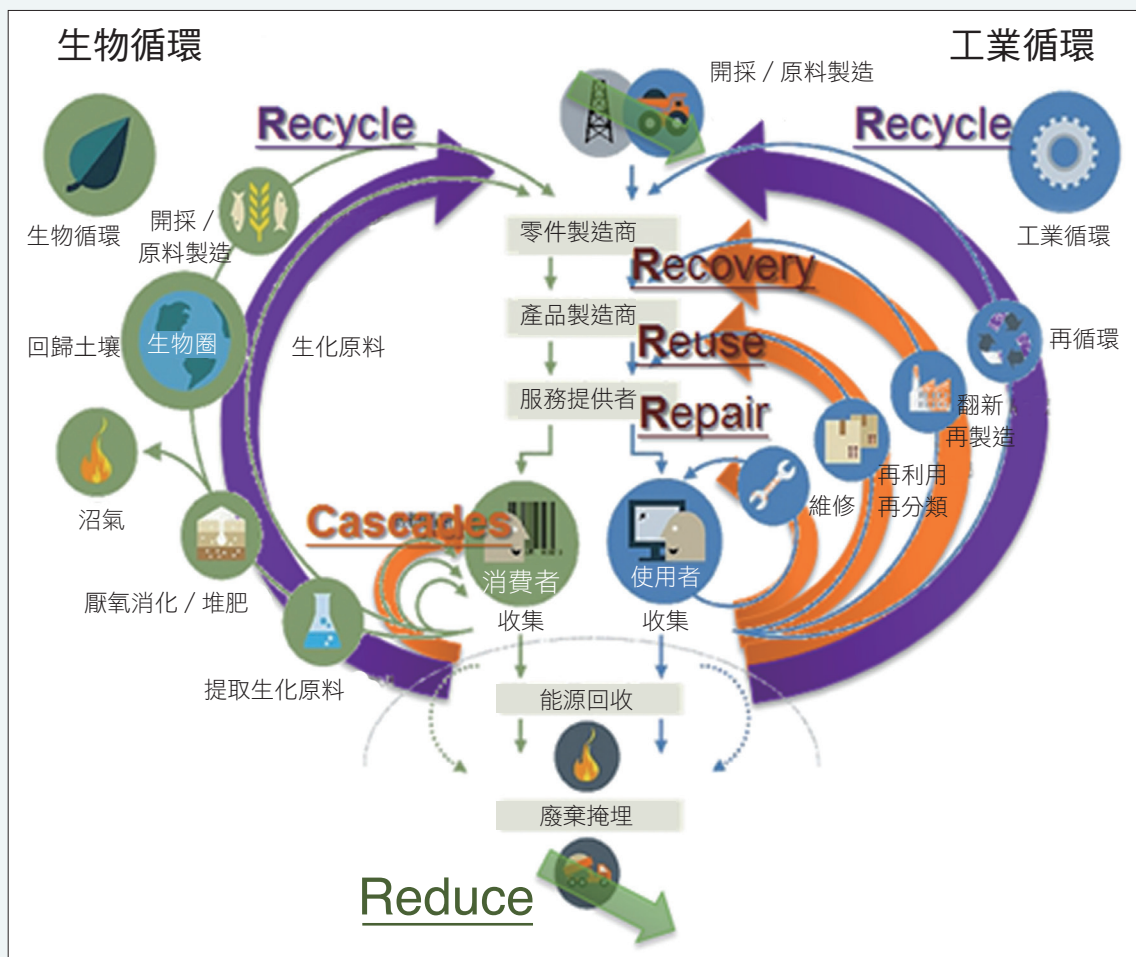 生物循環
工業循環
開採 / 原料製造
Recycle
Recycle
開採 /
原料製造
生物循環
工業循環
零件製造商
Recovery
產品製造商
回歸土壤
生物圈
生化原料
再循環
Reuse
服務提供者
Repair
翻新 /
再製造
再利用
再分類
維修
沼氣
Cascades
消費者
使用者
厭氧消化 / 堆肥
收集
收集
提取生化原料
能源回收
廢棄掩埋
Reduce